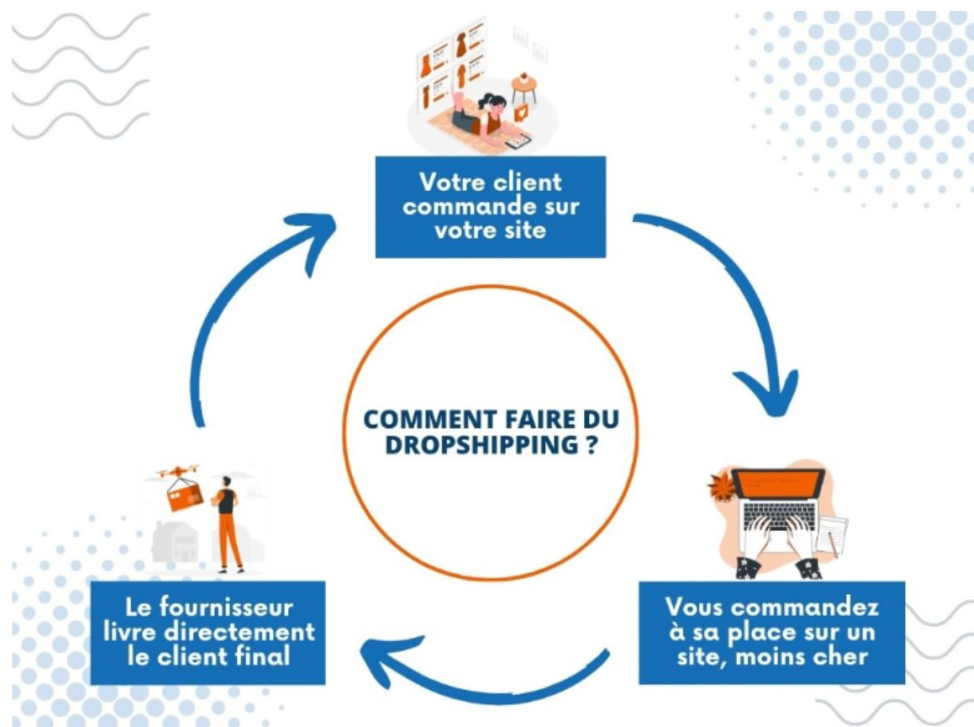 Votre client
commande sur
votre site
COMMENT FAIRE DU
DROPSHIPPING ?
Le fournisseur
livre directement
le client final
Vous commandez
à sa place sur un
site, moins cher